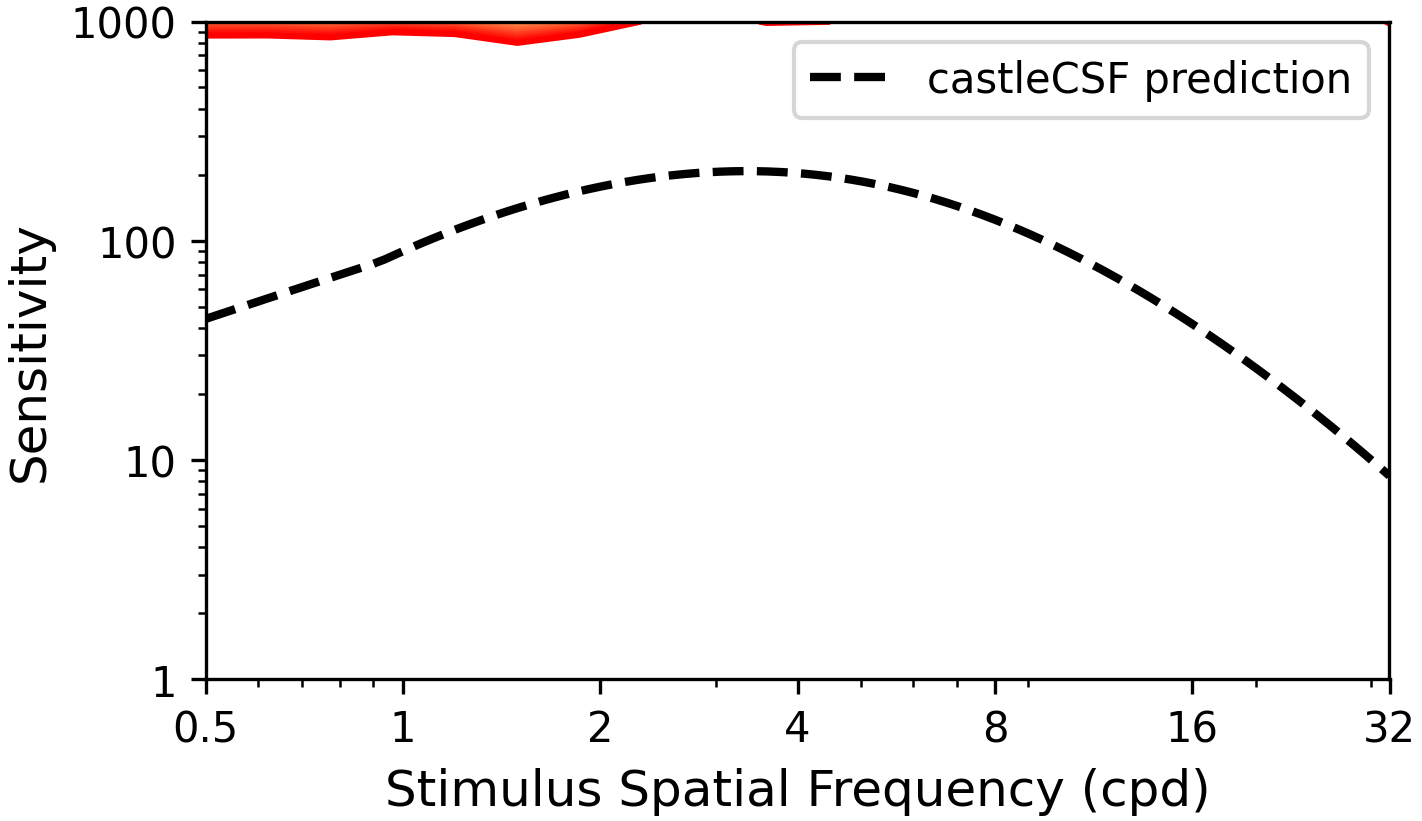 1000
castleCSF prediction
100
Sensitivity
10
1
0.5 1 2 4 8 16 32
Stimulus Spatial Frequency (cpd)